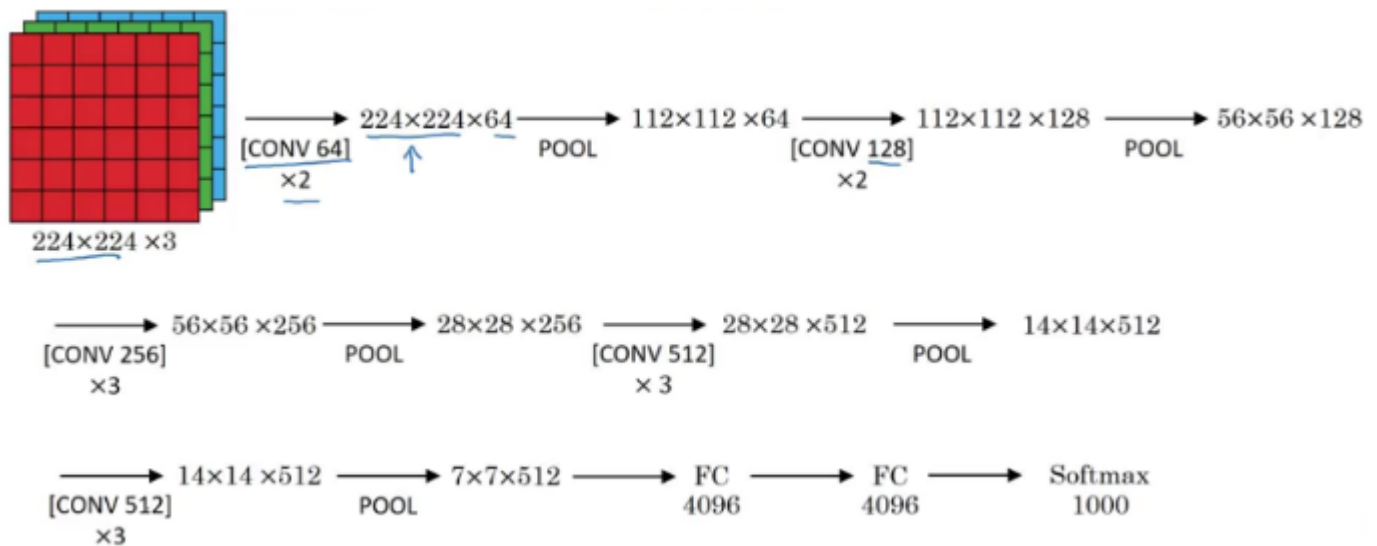 224×224×64 POOL 112×112 ×64 112×112 ×128 POOL 56×56 ×128
[CONV 64] [CONV 128]
×2 ×2
224×224 ×3
56×56 ×256 28×28 ×256 28×28 ×512 14×14×512
[CONV 256] POOL [CONV 512] POOL
×3 × 3
14×14 ×512 7×7×512 FC FC Softmax
[CONV 512] POOL 4096 4096 1000
×3